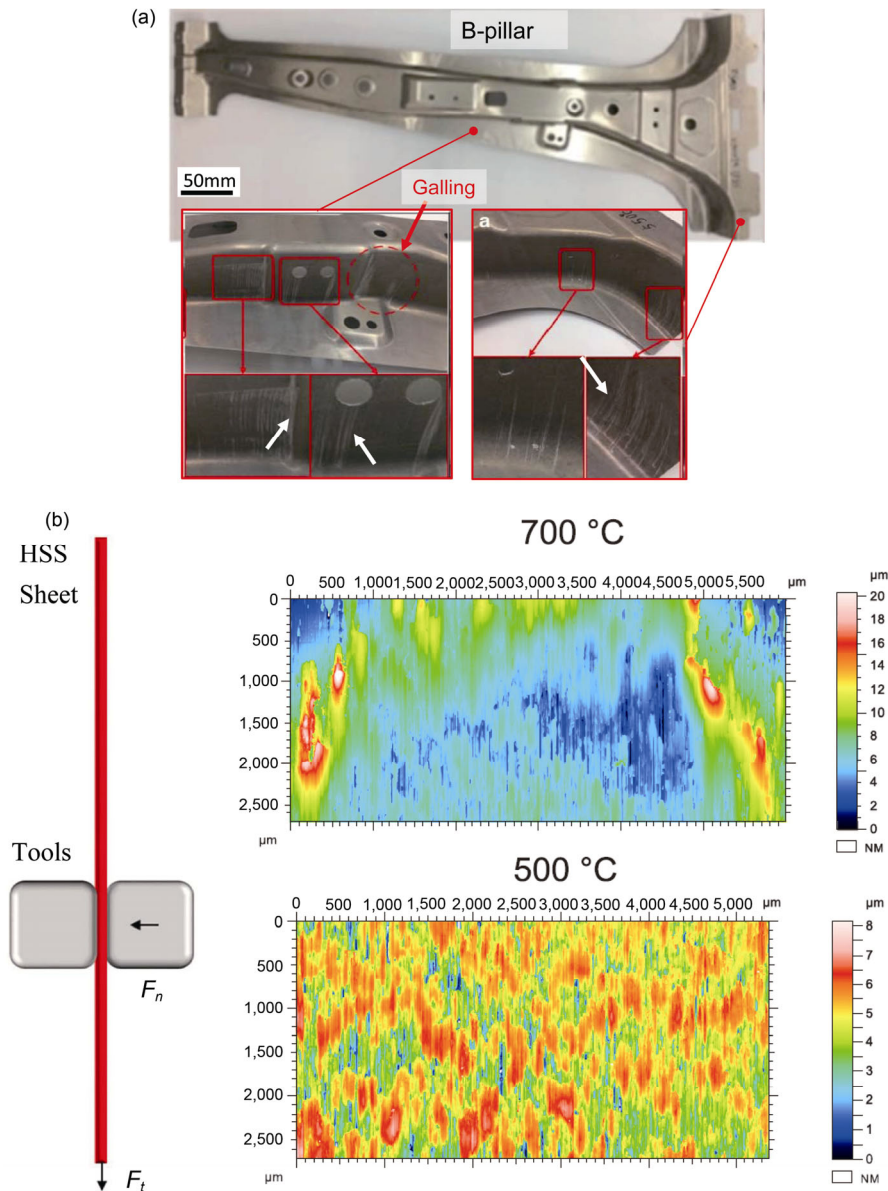 (a)
B-pillar
50mm
Galling
a
(b)
HSS
Sheet
Tools
Fn
Ft
700 °C
0 500 1,000 1,500 2,000 2,500 3,000 3,500 4,000 4,500 5,000 5,500
µm
0
500
1,000
1,500
2,000
2,500
µm
µm
20
18
16
14
12
10
8
6
4
2
0
NM
500 °C
0 500 1,000 1,500 2,000 2,500 3,000 3,500 4,000 4,500 5,000 µm
0
500
1,000
1,500
2,000
2,500
µm
µm
8
7
6
5
4
3
2
1
0
NM